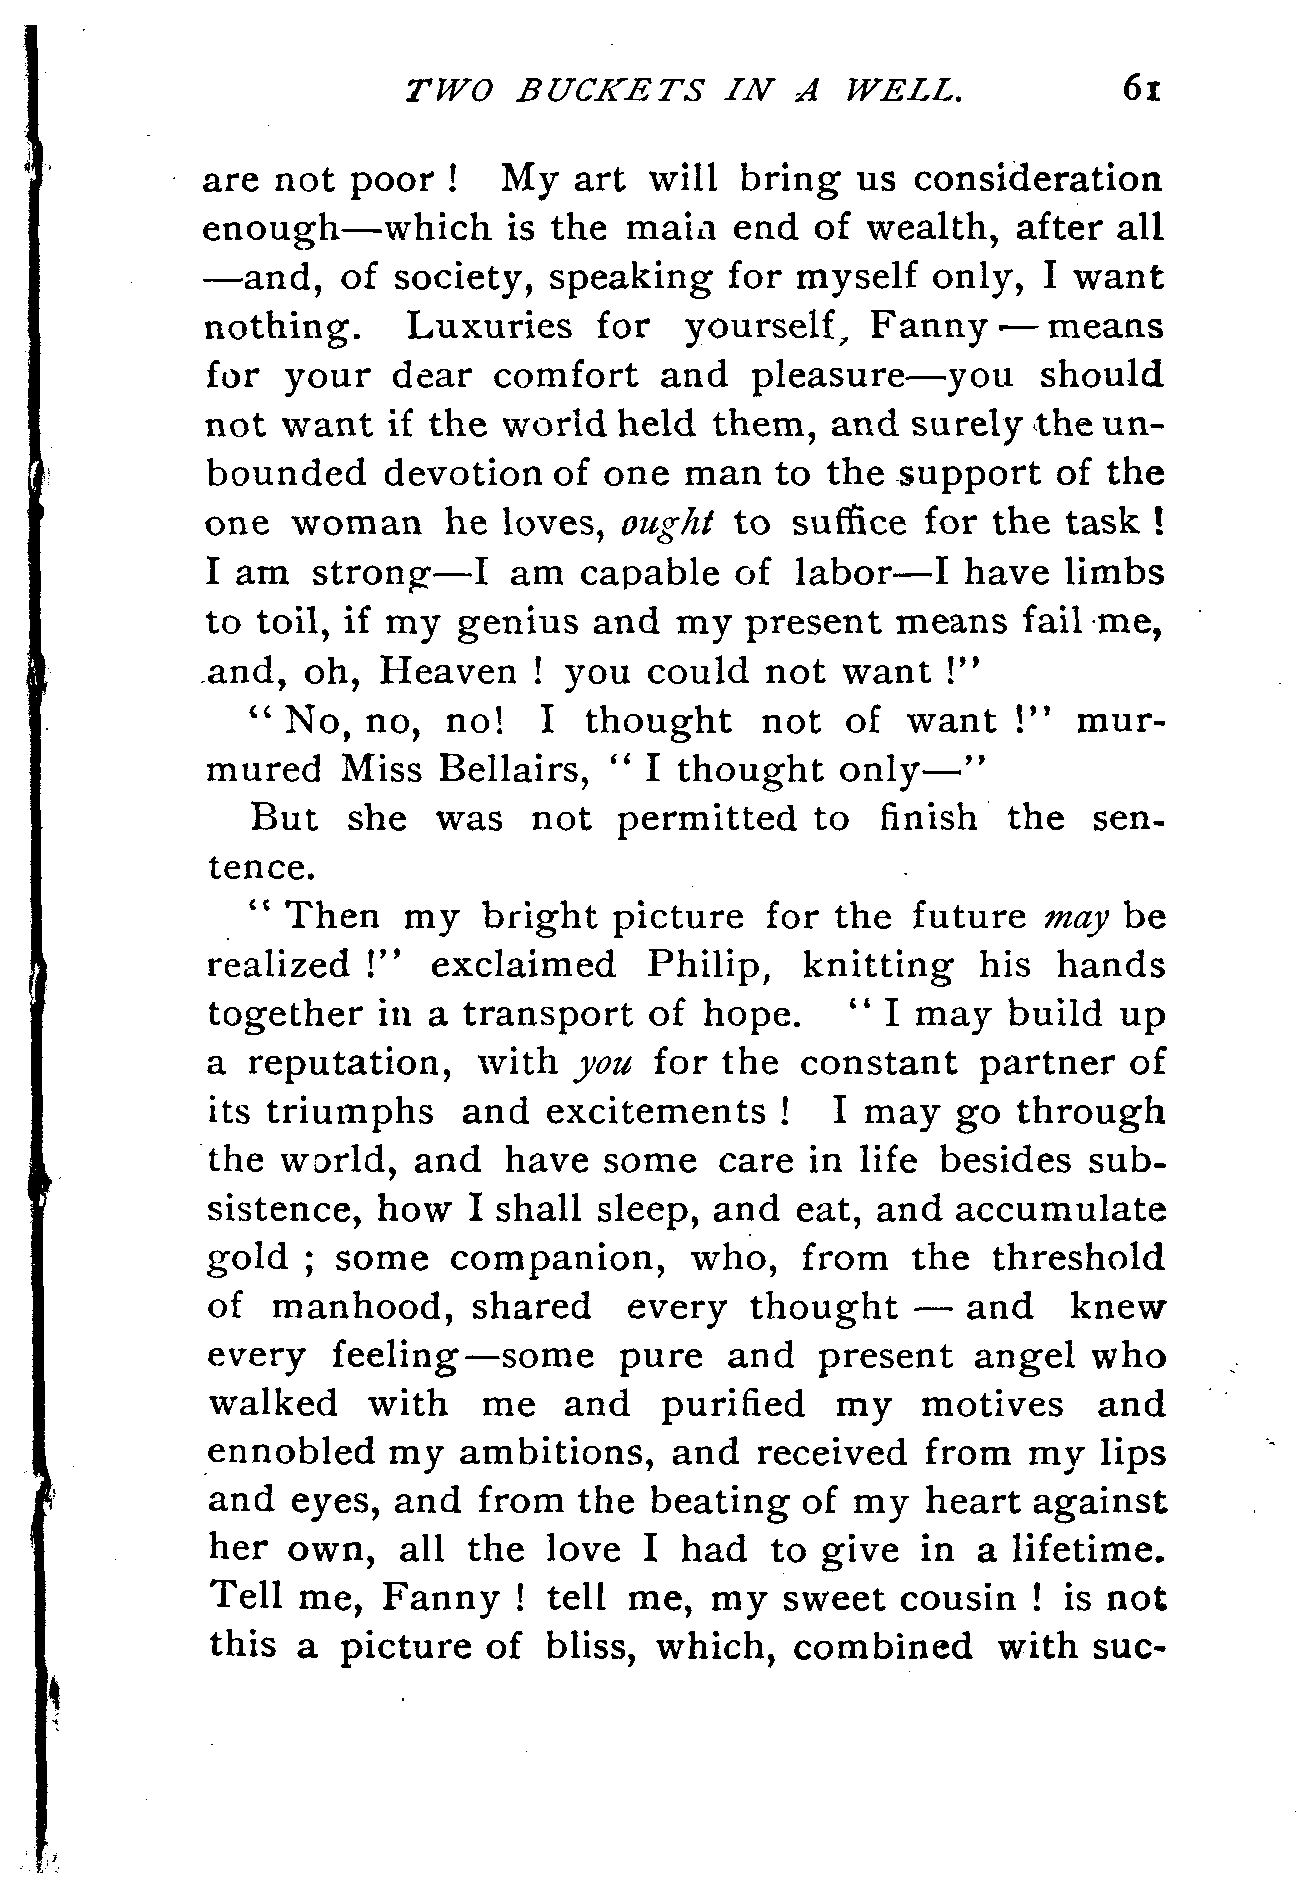 TWO BUCKETS IN A WELL. 61
are not poor ! My art will bring us consideration
enough—which is the main end of wealth, after all
—and, of society, speaking for myself only, I want
nothing. Luxuries for yourself, Fanny — means
for your dear comfort and pleasure—you should
not want if the world held them, and surely the un-
bounded devotion of one man to the support of the
one woman he loves, ought to suffice for the task !
I am strong—I am capable of labor—I have limbs
to toil, if my genius and my present means fail me,
and, oh, Heaven ! you could not want !"
" No, no, no! I thought not of want !" mur-
mured Miss Bellairs, " I thought only—"
But she was not permitted to finish the sen-
tence.
" Then my bright picture for the future may be
realized !" exclaimed Philip, knitting his hands
together in a transport of hope. " I may build up
a reputation, with you for the constant partner of
its triumphs and excitements ! I may go through
the world, and have some care in life besides sub-
sistence, how I shall sleep, and eat, and accumulate
gold ; some companion, who, from the threshold
of manhood, shared every thought — and knew
every feeling—some pure and present angel who
walked with me and purified my motives and
ennobled my ambitions, and received from my lips
and eyes, and from the beating of my heart against
her own, all the love I had to give in a lifetime.
Tell me, Fanny ! tell me, my sweet cousin ! is not
this a picture of bliss, which, combined with suc-